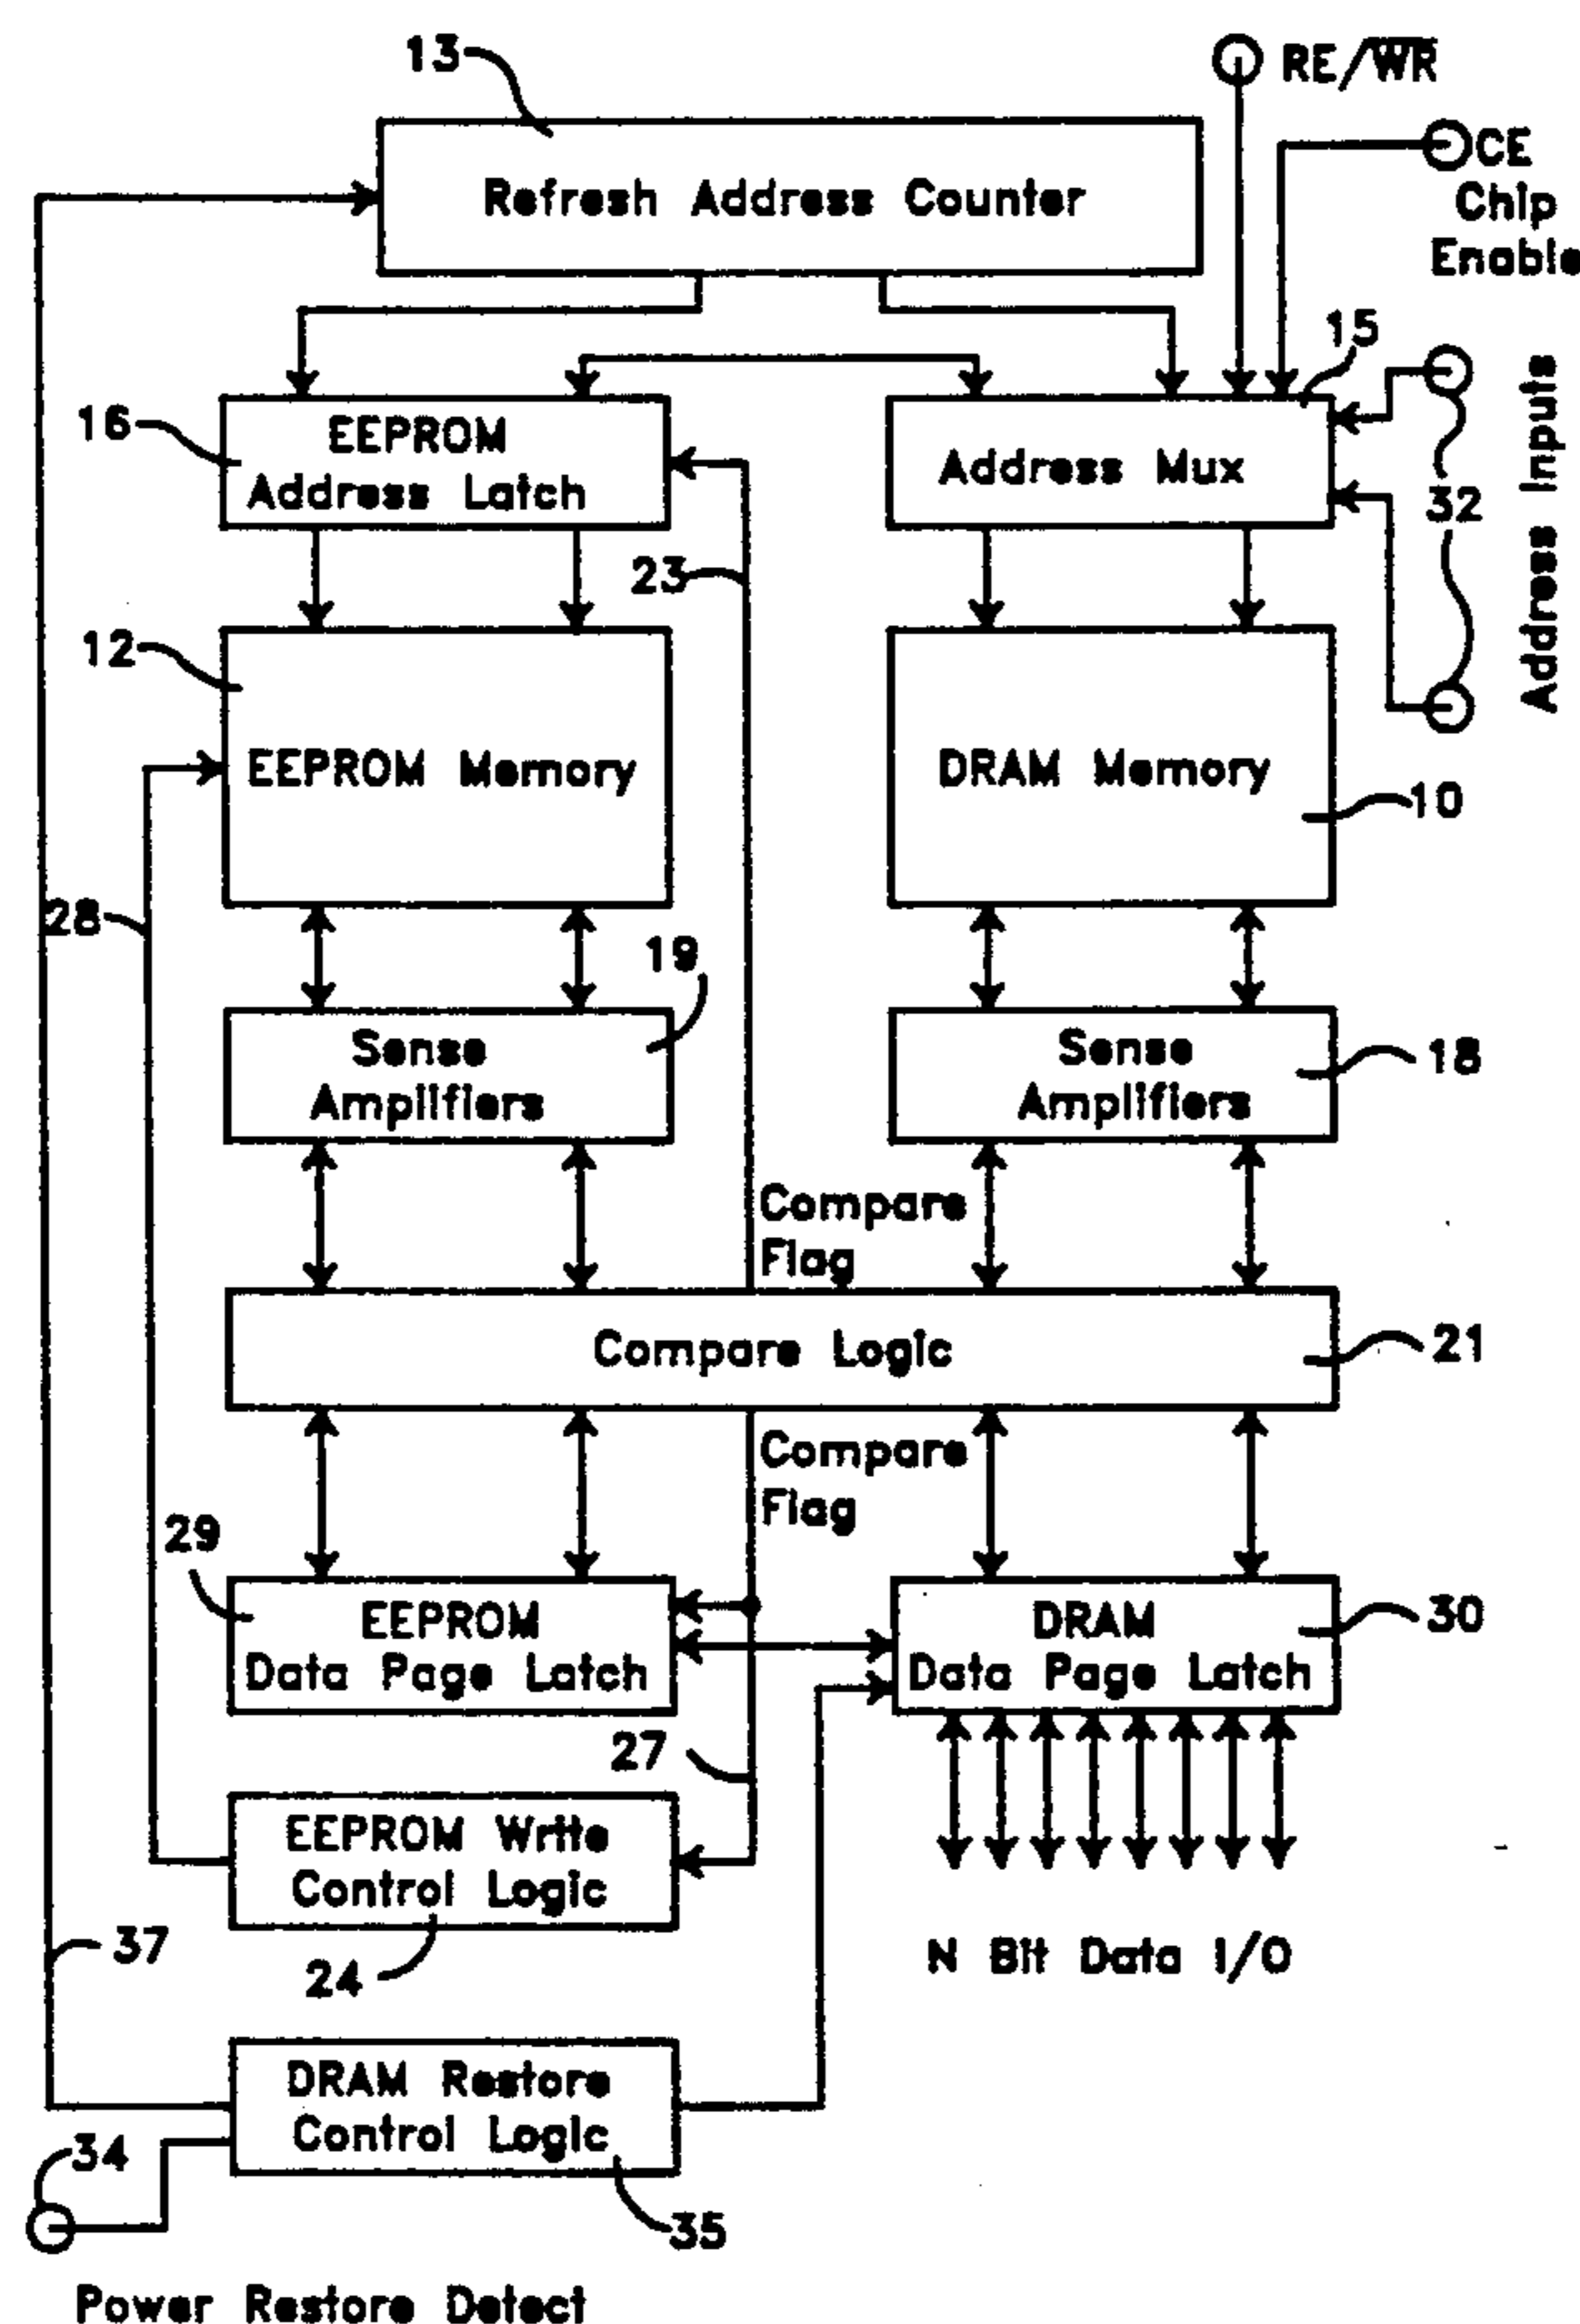 13
RE/WR
CE
Chip
Enable
Refresh Address Counter
15
16
EEPROM
Address Latch
Address Mux
32
Address Inputs
23
12
EEPROM Memory
DRAM Memory
10
28
19
Sense
Amplifiers
Sense
Amplifiers
18
Compare
Flag
Compare Logic
21
Compare
Flag
29
EEPROM
Data Page Latch
DRAM
Data Page Latch
30
27
EEPROM Write
Control Logic
24
N Bit Data I/O
37
DRAM Restore
Control Logic
34
35
Power Restore Detect